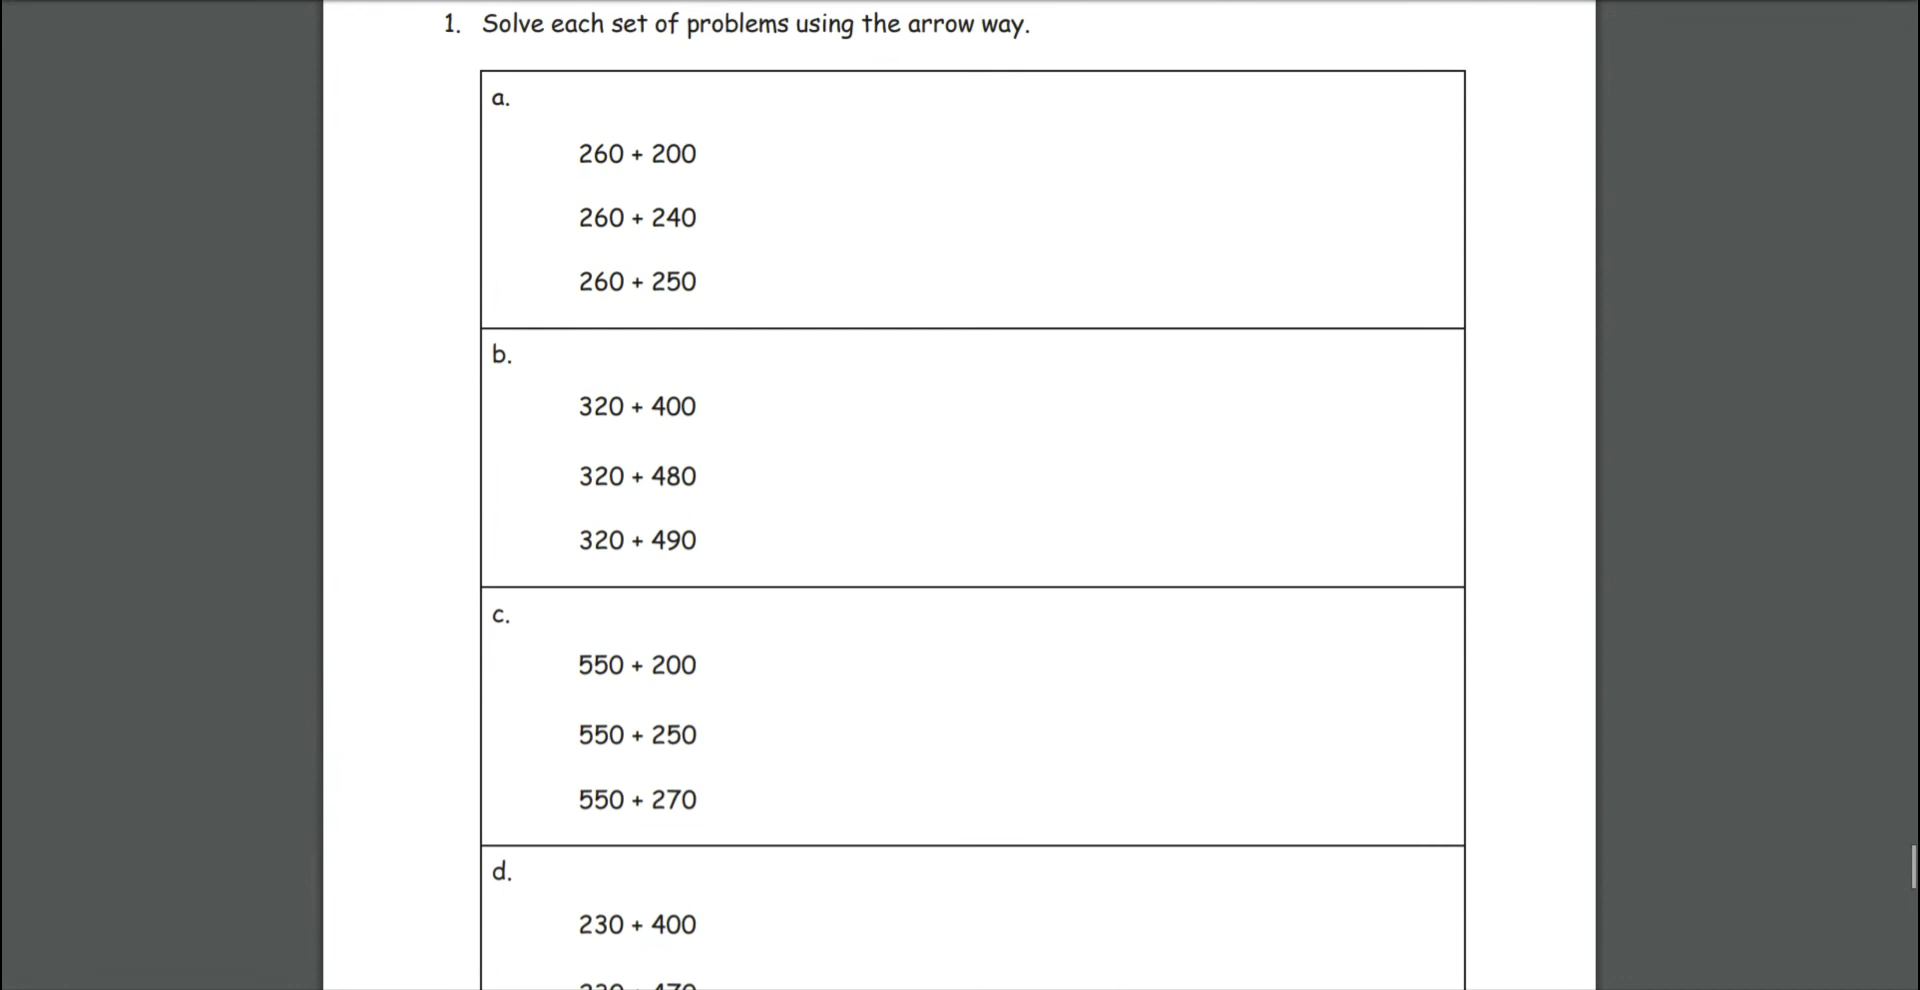 1. Solve each set of problems using the arrow way.
a.
260 + 200
260 + 240
260 + 250
b.
320 + 400
320 + 480
320 + 490
c.
550 + 200
550 + 250
550 + 270
d.
230 + 400